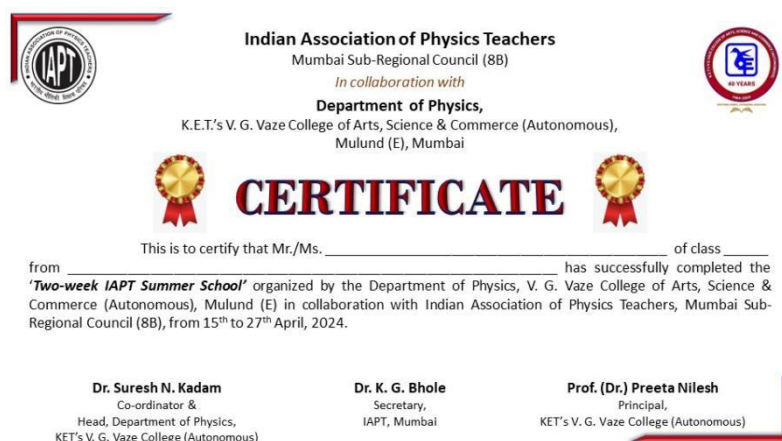 Indian Association of Physics Teachers
Mumbai Sub-Regional Council (8B)
In collaboration with
Department of Physics,
K.E.T.'s V. G. Vaze College of Arts, Science & Commerce (Autonomous),
Mulund (E), Mumbai
IAPT
INDIAN ASSOCIATION OF PHYSICS TEACHERS
40 YEARS
CERTIFICATE
This is to certify that Mr./Ms. ________________________________________ of class _____
from ________________________________________________________ has successfully completed the
'Two-week IAPT Summer School' organized by the Department of Physics, V. G. Vaze College of Arts, Science &
Commerce (Autonomous), Mulund (E) in collaboration with Indian Association of Physics Teachers, Mumbai Sub-
Regional Council (8B), from 15th to 27th April, 2024.
Dr. Suresh N. Kadam
Co-ordinator &
Head, Department of Physics,
KET's V. G. Vaze College (Autonomous)
Dr. K. G. Bhole
Secretary,
IAPT, Mumbai
Prof. (Dr.) Preeta Nilesh
Principal,
KET's V. G. Vaze College (Autonomous)